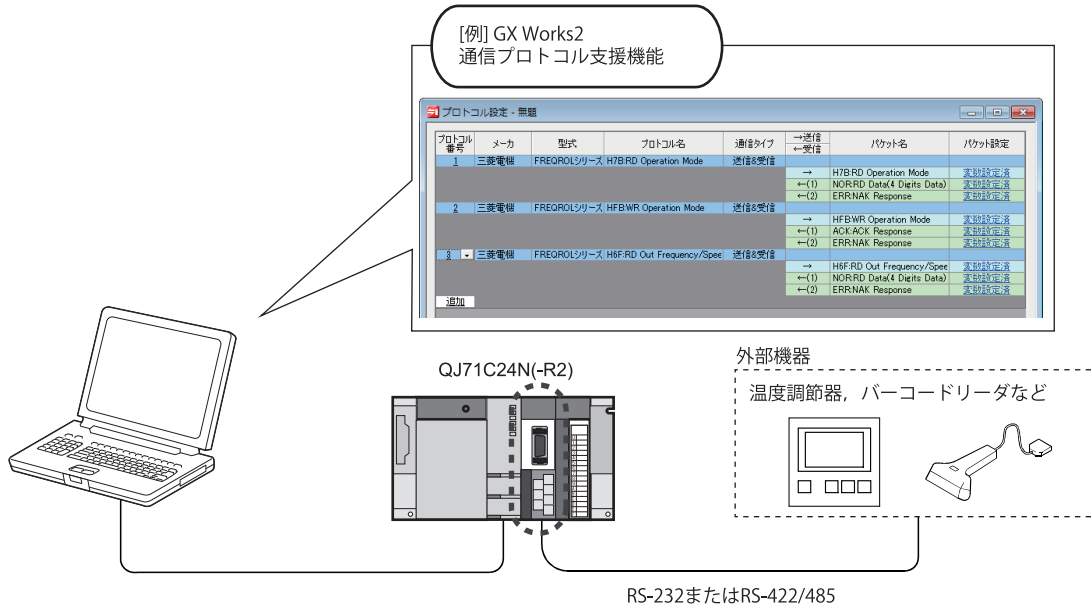 [例] GX Works2
通信プロトコル支援機能
プロトコル設定 - 無題
プロトコル番号 メーカ 型式 プロトコル名 通信タイプ →送信 ←受信 パケット名 パケット設定
1 三菱電機 FREQROLシリーズ H7B:RD Operation Mode 送信&受信
→ H7B:RD Operation Mode 変数設定済
←(1) NOR:RD Data(4 Digits Data) 変数設定済
←(2) ERR:NAK Response 変数設定済
2 三菱電機 FREQROLシリーズ HFB:WR Operation Mode 送信&受信
→ HFB:WR Operation Mode 変数設定済
←(1) ACK:ACK Response 変数設定済
←(2) ERR:NAK Response 変数設定済
3 三菱電機 FREQROLシリーズ H6F:RD Out Frequency/Spee 送信&受信
→ H6F:RD Out Frequency/Spee 変数設定済
←(1) NOR:RD Data(4 Digits Data) 変数設定済
←(2) ERR:NAK Response 変数設定済
追加
QJ71C24N(-R2)
外部機器
温度調節器，バーコードリーダなど
RS-232またはRS-422/485